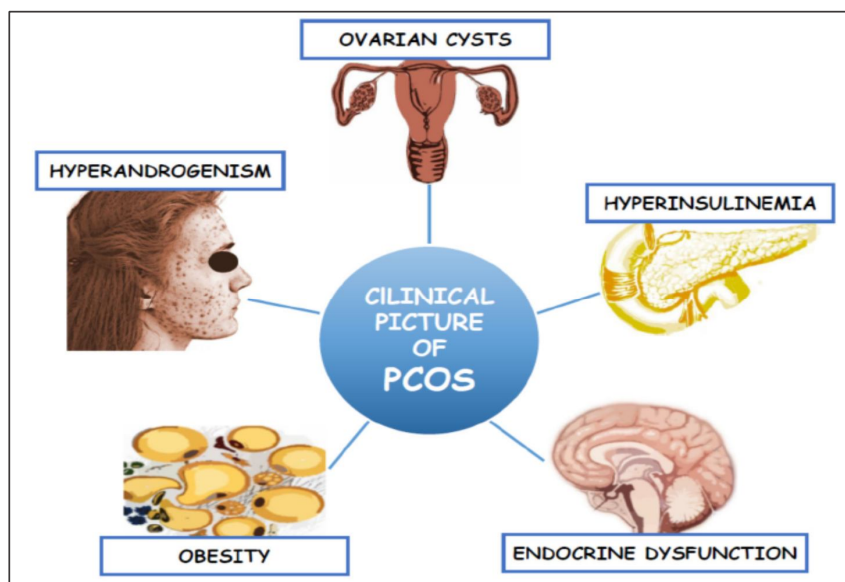 OVARIAN CYSTS
HYPERANDROGENISM
HYPERINSULINEMIA
CILINICAL
PICTURE
OF
PCOS
OBESITY
ENDOCRINE DYSFUNCTION